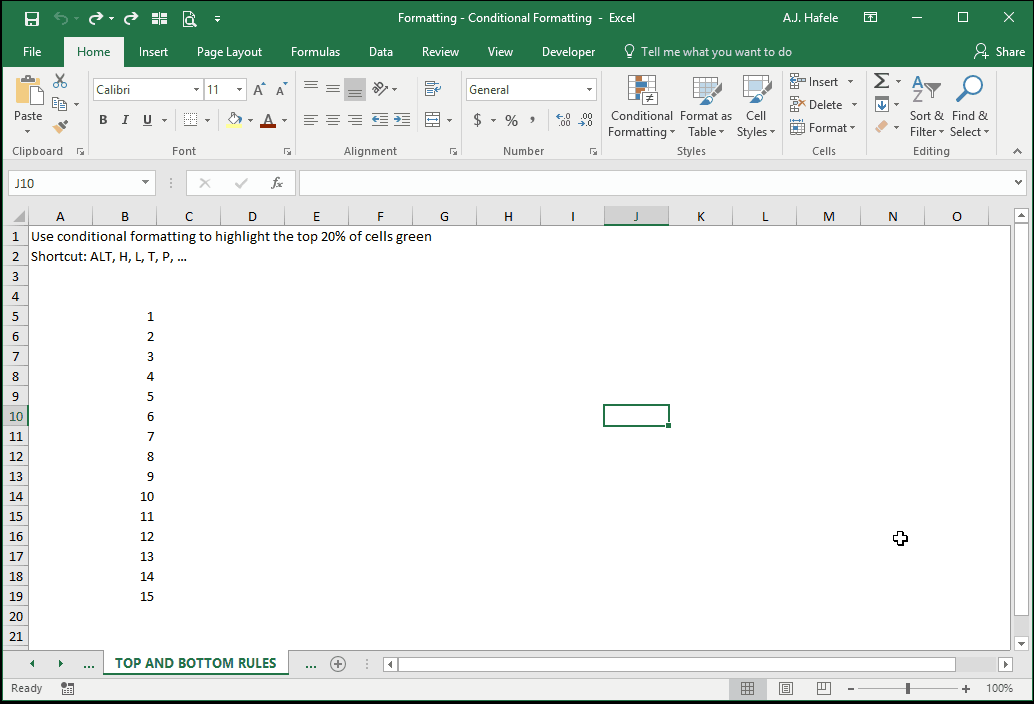 Formatting - Conditional Formatting - Excel
A.J. Hafele
File Home Insert Page Layout Formulas Data Review View Developer Tell me what you want to do Share
Paste
Clipboard
Calibri 11 A A
B I U A
Font
Alignment
General
$ % , .00 .0
Number
Conditional Formatting
Format as Table
Cell Styles
Styles
Insert
Delete
Format
Cells
Sort & Filter
Find & Select
Editing
J10 fx
A B C D E F G H I J K L M N O
1 Use conditional formatting to highlight the top 20% of cells green
2 Shortcut: ALT, H, L, T, P, ...
3
4
5 1
6 2
7 3
8 4
9 5
10 6
11 7
12 8
13 9
14 10
15 11
16 12
17 13
18 14
19 15
20
21
... TOP AND BOTTOM RULES ...
Ready 100%